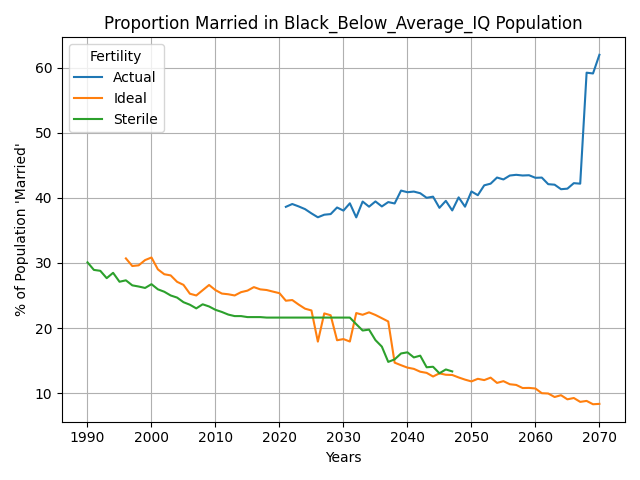 Proportion Married in Black_Below_Average_IQ Population
Fertility
Actual
Ideal
Sterile
% of Population 'Married'
60
50
40
30
20
10
1990 2000 2010 2020 2030 2040 2050 2060 2070
Years